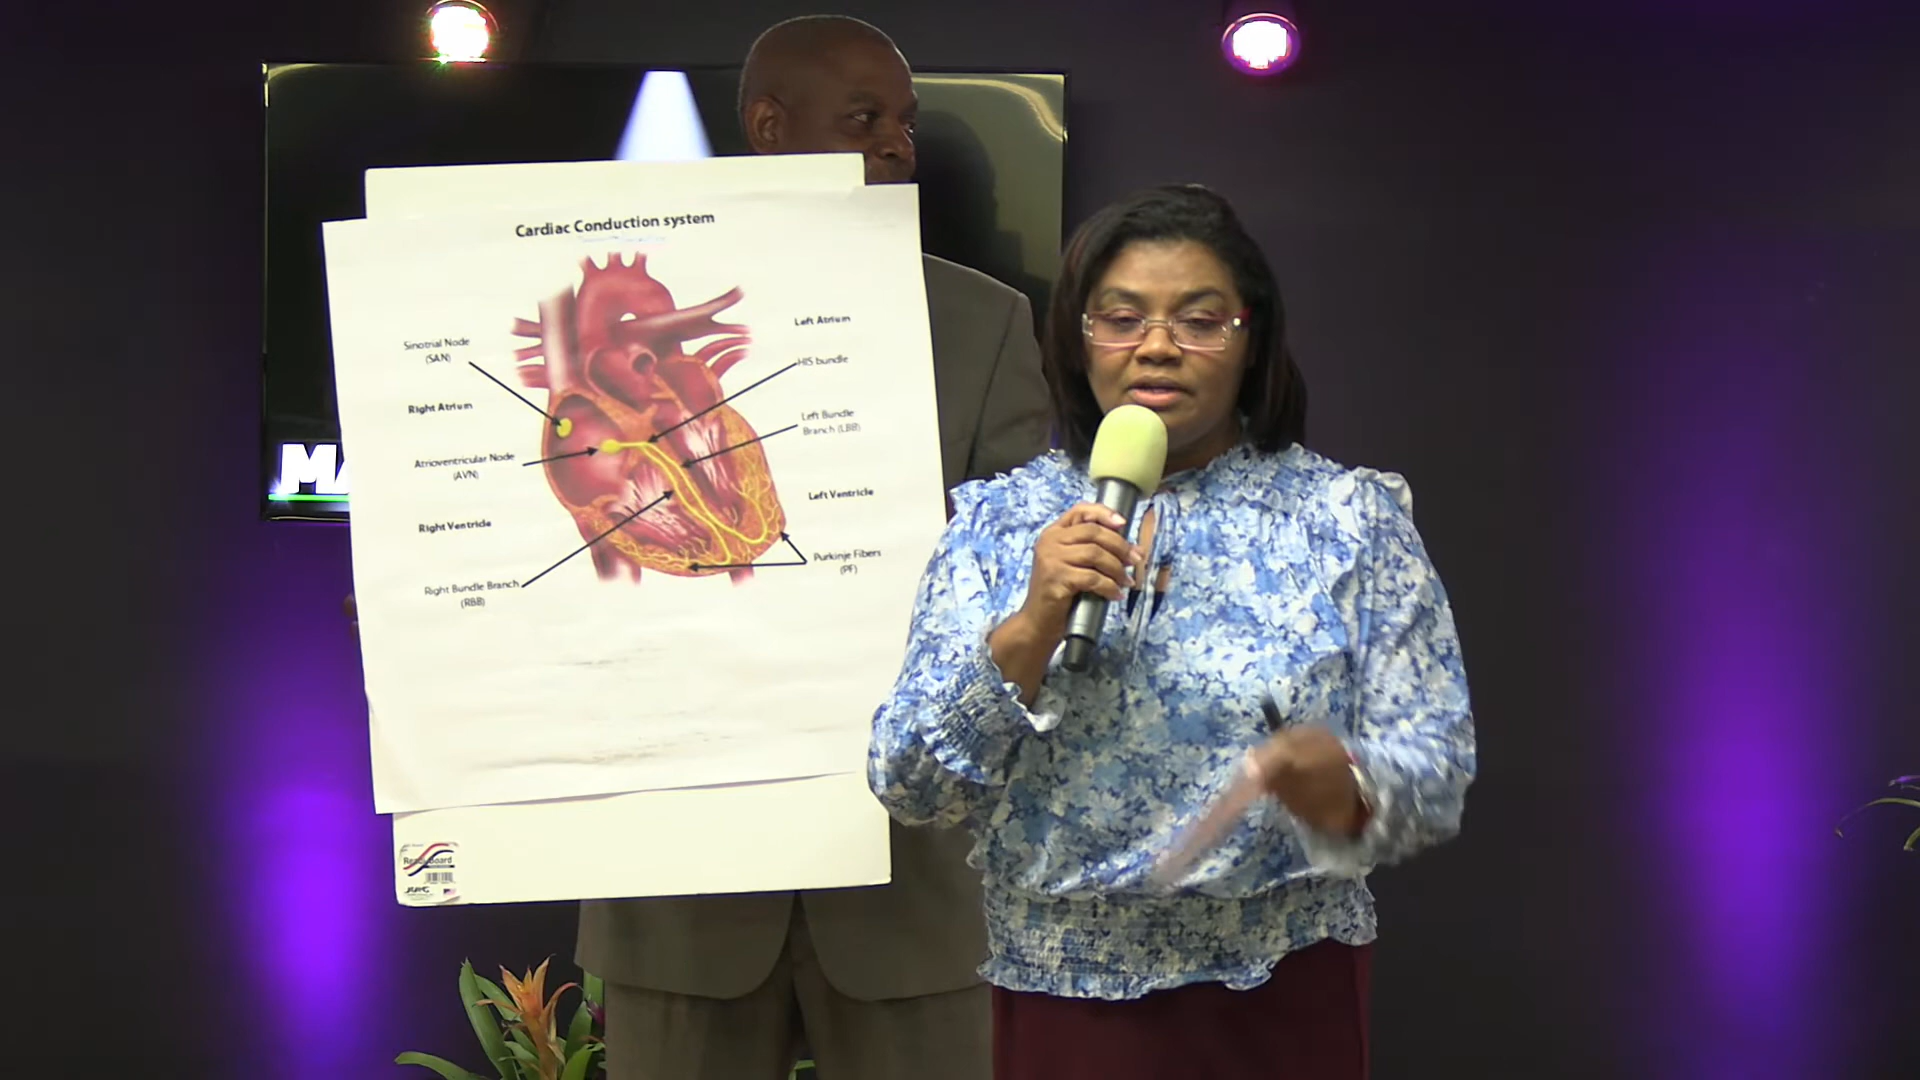 Cardiac Conduction system
Left Atrium
Sinotrial Node
(SAN)
HIS bundle
Right Atrium
Left Bundle
Branch (LBB)
Atrioventricular Node
(AVN)
Left Ventricle
Right Ventricle
Purkinje Fibers
(PF)
Right Bundle Branch
(RBB)
MA